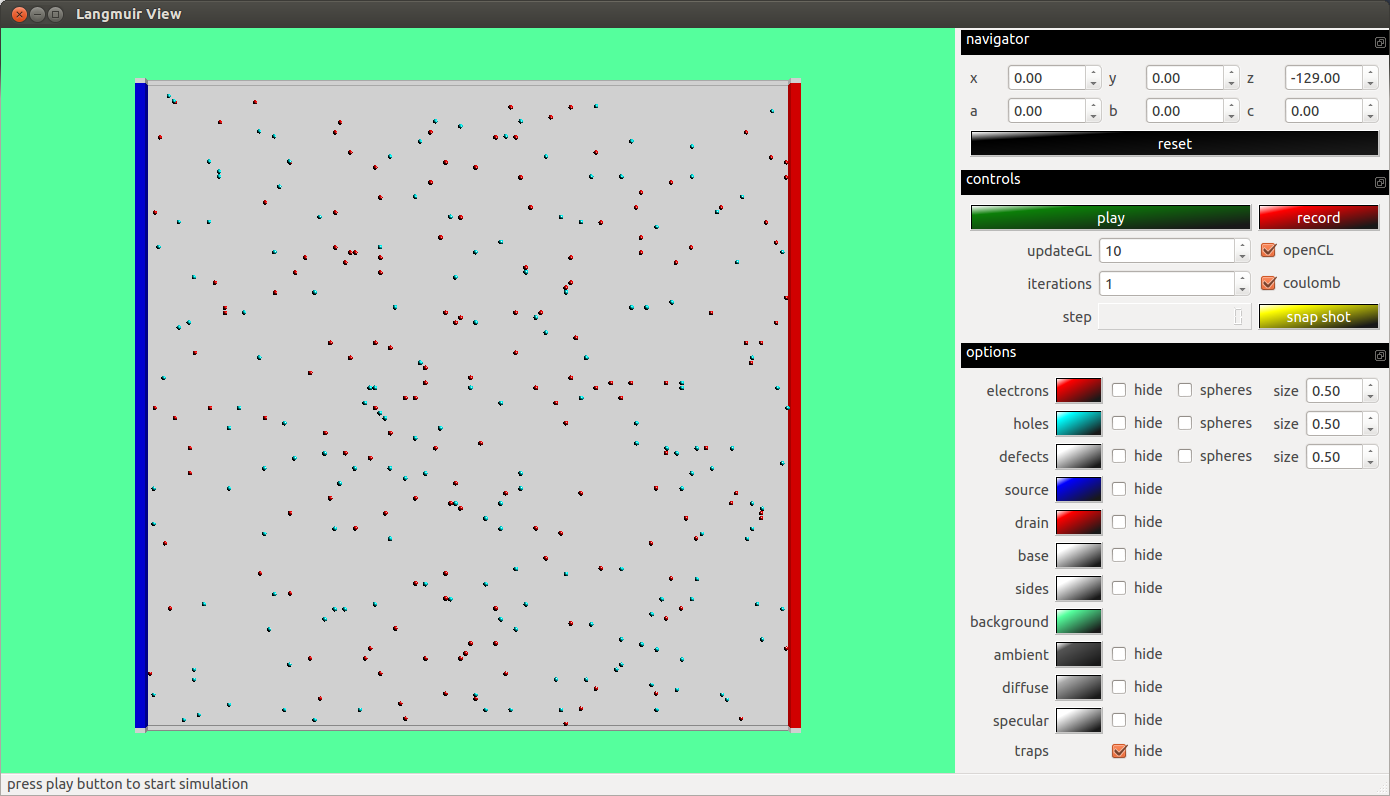 Langmuir View
navigator
x 0.00 y 0.00 z -129.00
a 0.00 b 0.00 c 0.00
reset
controls
play record
updateGL 10 openCL
iterations 1 coulomb
step snap shot
options
electrons hide spheres size 0.50
holes hide spheres size 0.50
defects hide spheres size 0.50
source hide
drain hide
base hide
sides hide
background
ambient hide
diffuse hide
specular hide
traps hide
press play button to start simulation